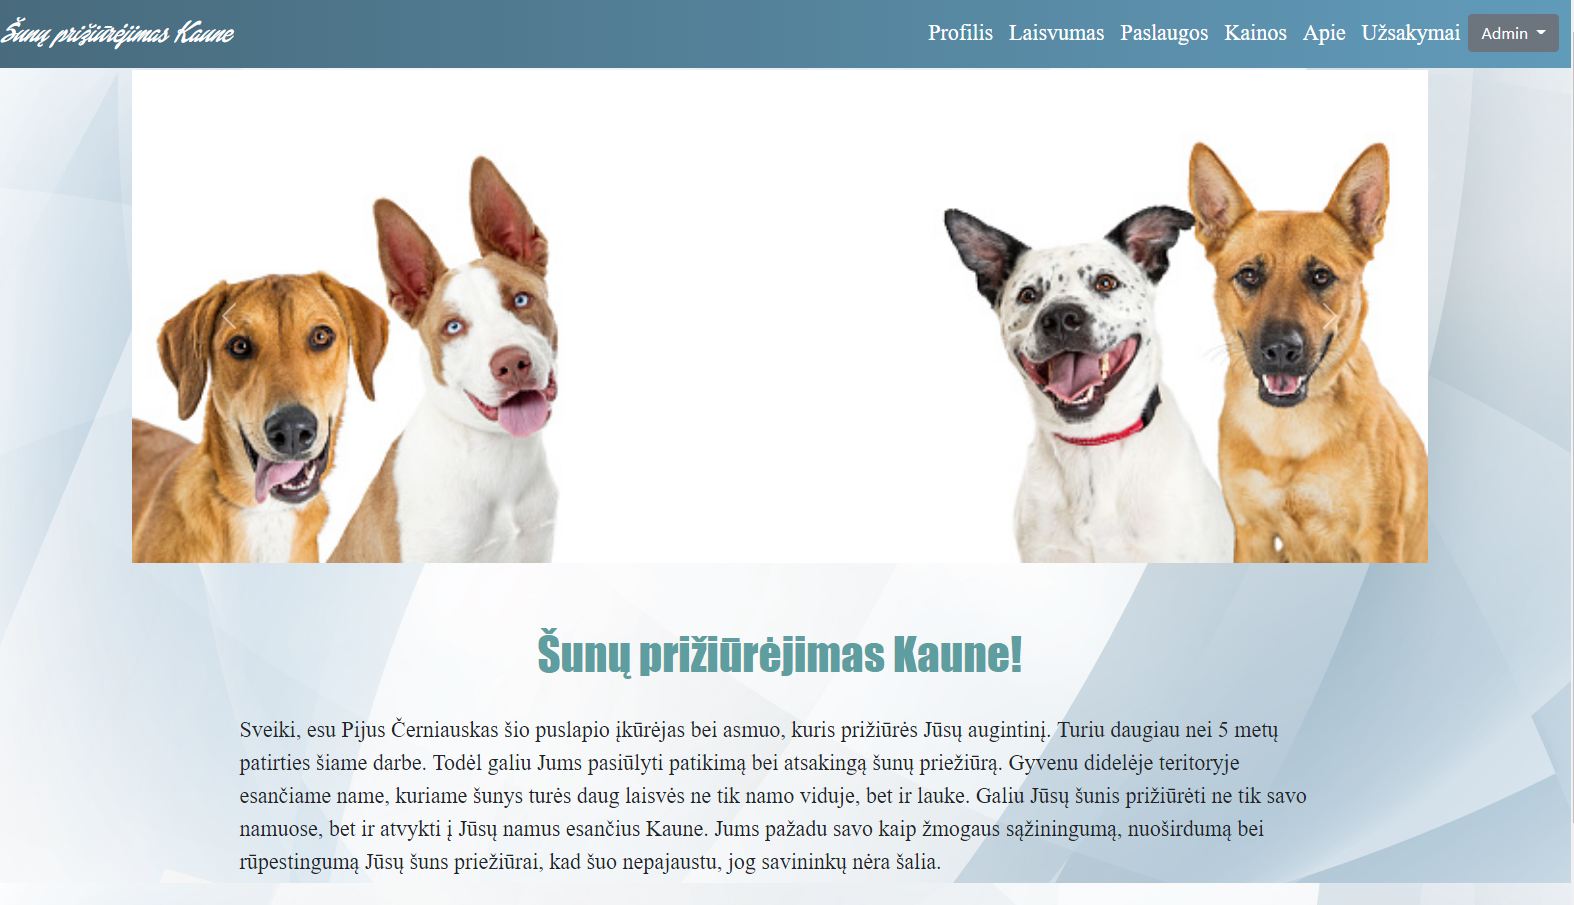 Šunų prižiūrėjimas Kaune
Profilis Laisvumas Paslaugos Kainos Apie Užsakymai Admin
Šunų prižiūrėjimas Kaune!
Sveiki, esu Pijus Černiauskas šio puslapio įkūrėjas bei asmuo, kuris prižiūrės Jūsų augintinį. Turiu daugiau nei 5 metų
patirties šiame darbe. Todėl galiu Jums pasiūlyti patikimą bei atsakingą šunų priežiūrą. Gyvenu didelėje teritoryje
esančiame name, kuriame šunys turės daug laisvės ne tik namo viduje, bet ir lauke. Galiu Jūsų šunis prižiūrėti ne tik savo
namuose, bet ir atvykti į Jūsų namus esančius Kaune. Jums pažadu savo kaip žmogaus sąžiningumą, nuoširdumą bei
rūpestingumą Jūsų šuns priežiūrai, kad šuo nepajaustu, jog savininkų nėra šalia.